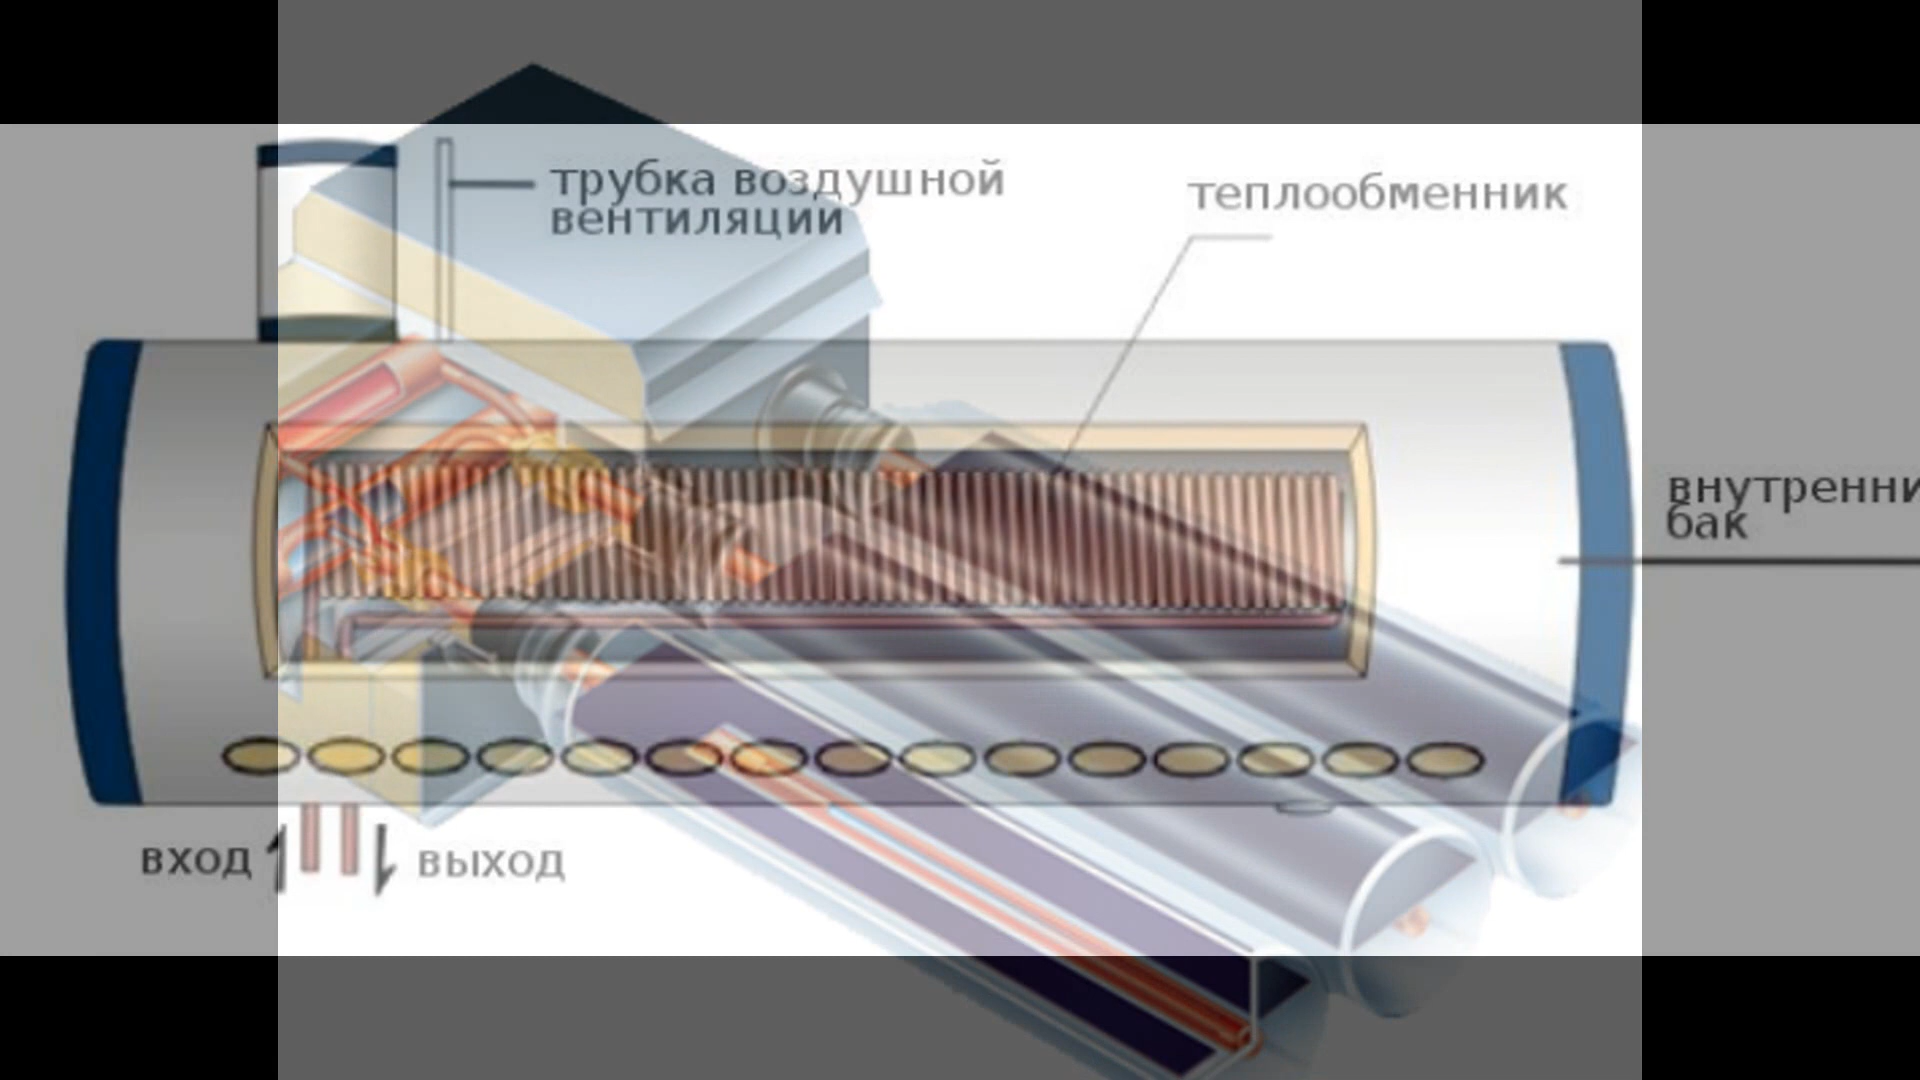 трубка воздушной
вентиляции
теплообменник
внутренни
бак
вход
выход